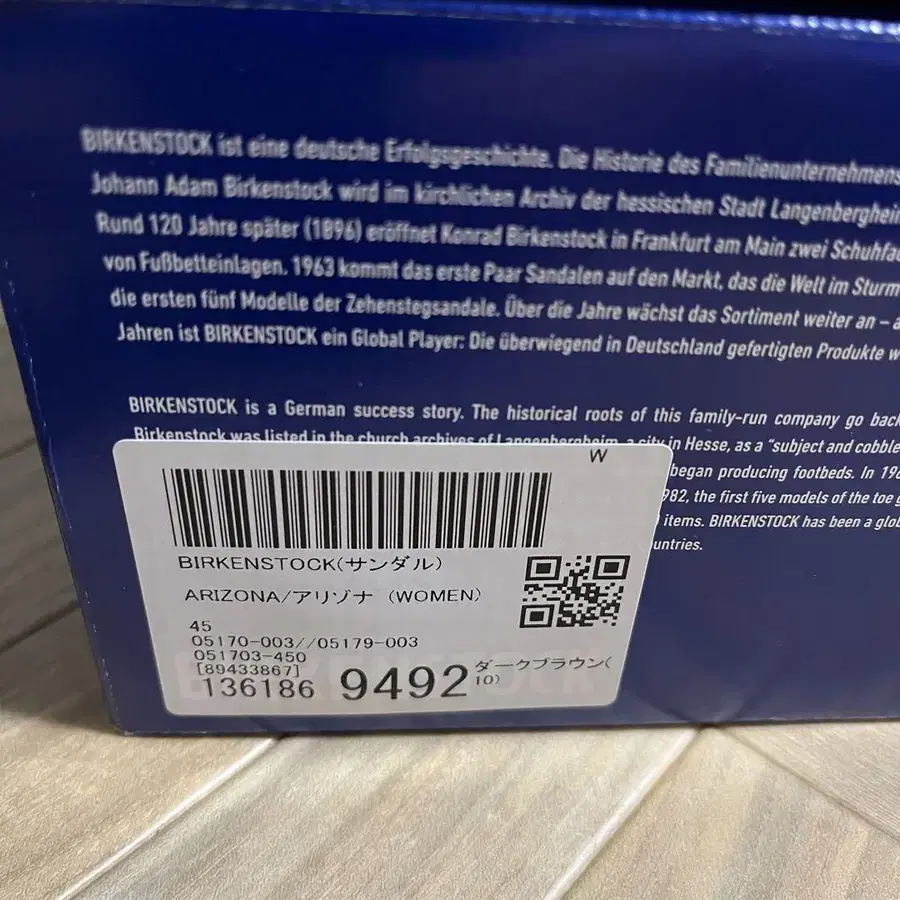 BIRKENSTOCK ist eine deutsche Erfolgsgeschichte. Die Historie des Familienunternehmens
Johann Adam Birkenstock wird im kirchlichen Archiv der hessischen Stadt Langenbergheim
Rund 120 Jahre später (1896) eröffnet Konrad Birkenstock in Frankfurt am Main zwei Schuhfa
von Fußbetteinlagen. 1963 kommt das erste Paar Sandalen auf den Markt, das die Welt im Sturm
die ersten fünf Modelle der Zehenstegsandale. Über die Jahre wächst das Sortiment weiter an – a
Jahren ist BIRKENSTOCK ein Global Player: Die überwiegend in Deutschland gefertigten Produkte w
BIRKENSTOCK is a German success story. The historical roots of this family-run company go back
Birkenstock was listed in the church archives of Langenbergheim, a city in Hesse, as a "subject and cobble
began producing footbeds. In 196
982, the first five models of the toe
items. BIRKENSTOCK has been a glob
untries.
W
BIRKENSTOCK(サンダル)
ARIZONA/アリゾナ (WOMEN)
45
05170-003//05179-003
051703-450
[89433867]
136186 9492 ダークブラウン(
10)